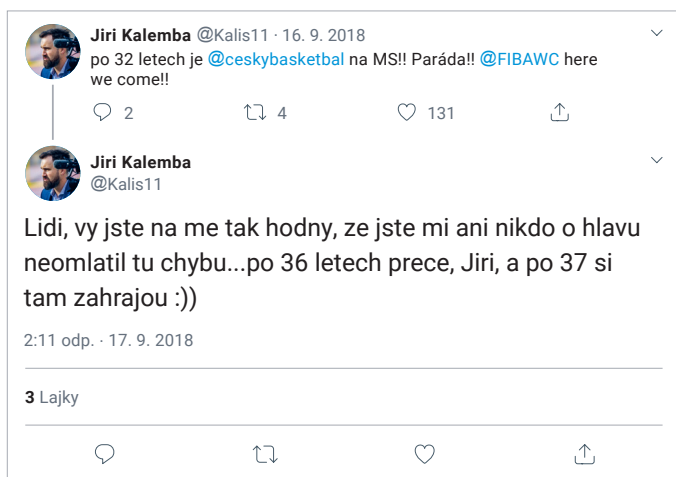 Jiri Kalemba @Kalis11 · 16. 9. 2018
po 32 letech je @ceskybasketbal na MS!! Paráda!! @FIBAWC here
we come!!
2 4 131
Jiri Kalemba
@Kalis11
Lidi, vy jste na me tak hodny, ze jste mi ani nikdo o hlavu
neomlatil tu chybu...po 36 letech prece, Jiri, a po 37 si
tam zahrajou :))
2:11 odp. · 17. 9. 2018
3 Lajky